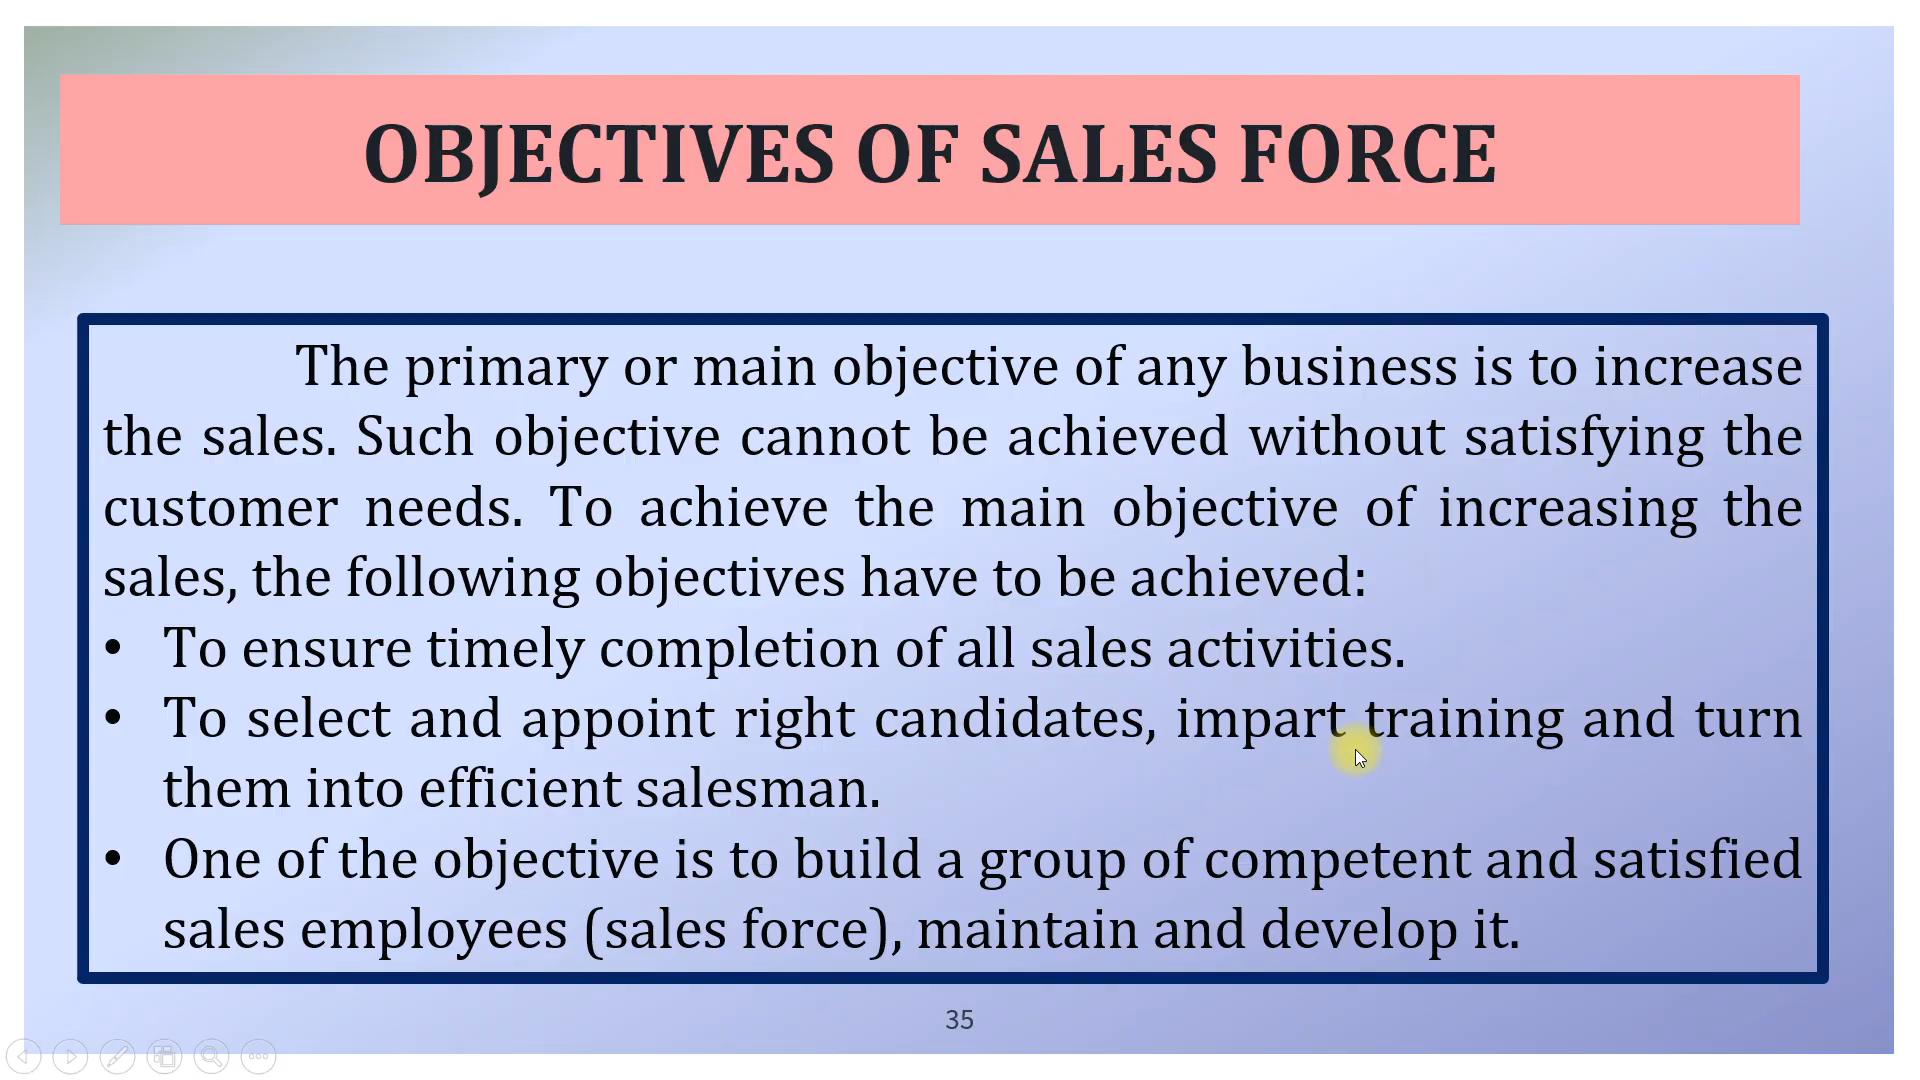 OBJECTIVES OF SALES FORCE
The primary or main objective of any business is to increase
the sales. Such objective cannot be achieved without satisfying the
customer needs. To achieve the main objective of increasing the
sales, the following objectives have to be achieved:
• To ensure timely completion of all sales activities.
• To select and appoint right candidates, impart training and turn
them into efficient salesman.
• One of the objective is to build a group of competent and satisfied
sales employees (sales force), maintain and develop it.
35